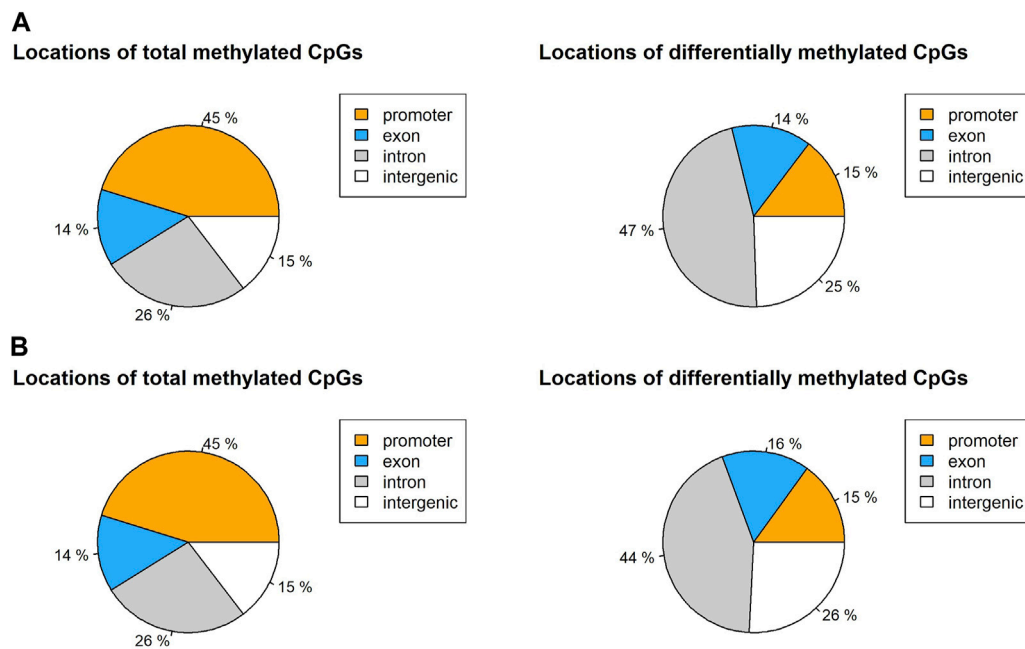 A
Locations of total methylated CpGs
45 %
14 %
26 %
15 %
promoter
exon
intron
intergenic
Locations of differentially methylated CpGs
14 %
15 %
47 %
25 %
promoter
exon
intron
intergenic
B
Locations of total methylated CpGs
45 %
14 %
26 %
15 %
promoter
exon
intron
intergenic
Locations of differentially methylated CpGs
16 %
15 %
44 %
26 %
promoter
exon
intron
intergenic